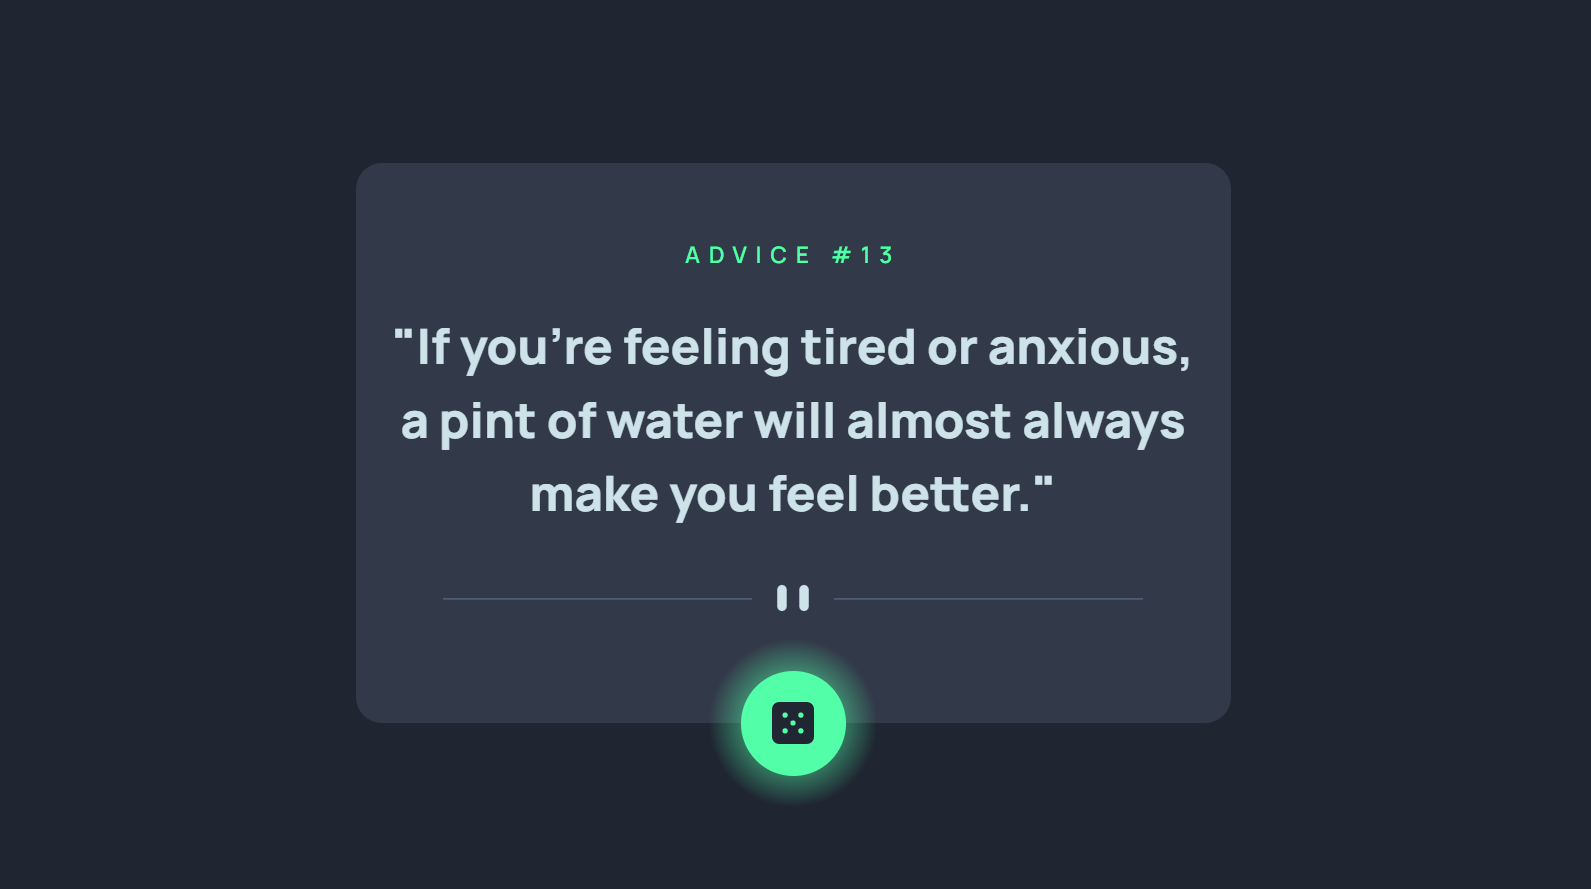 ADVICE #13
"If you’re feeling tired or anxious,
a pint of water will almost always
make you feel better."